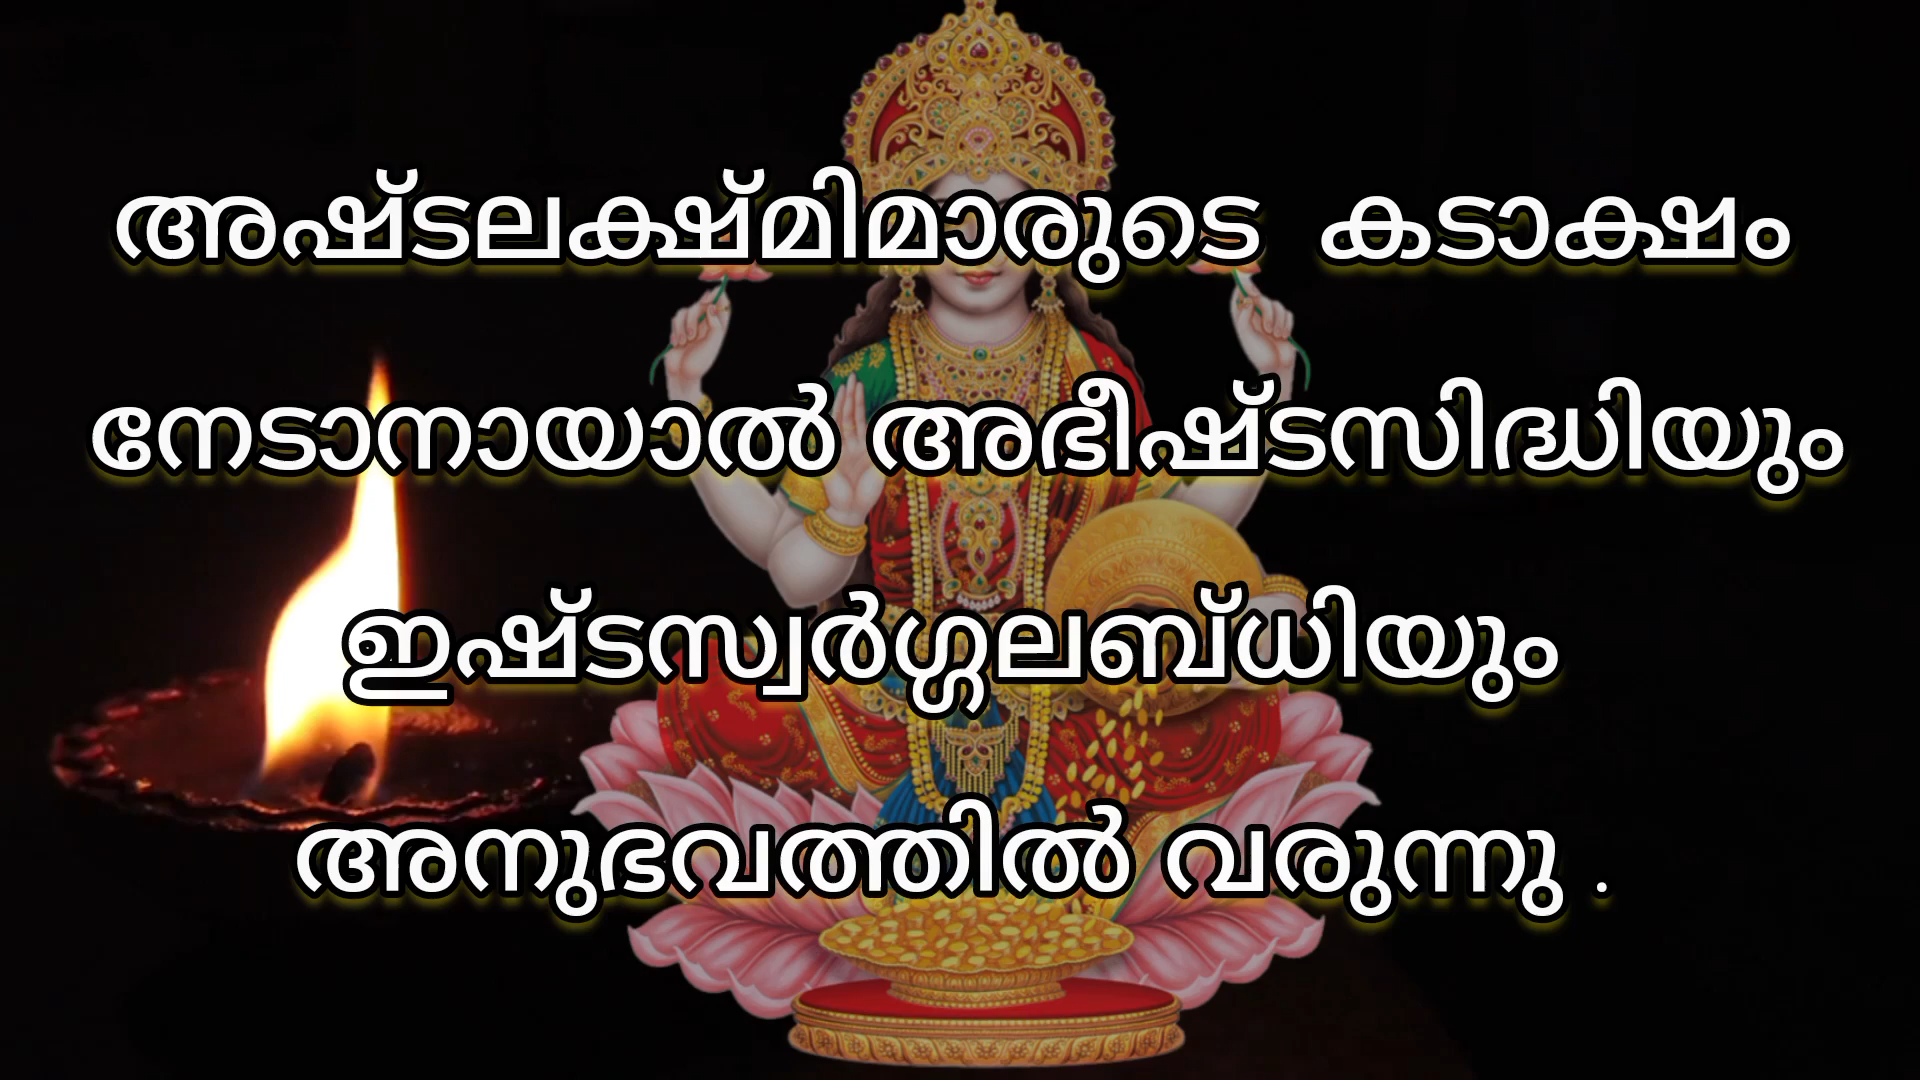 അഷ്ടലക്ഷ്മിമാരുടെ കടാക്ഷം
നേടാനായാൽ അഭീഷ്ടസിദ്ധിയും
ഇഷ്ടസ്വർഗ്ഗലബ്ധിയും
അനുഭവത്തിൽ വരുന്നു .